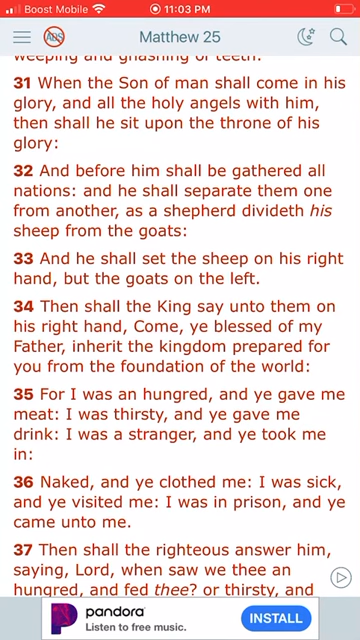 Boost Mobile 11:03 PM
ADS Matthew 25
weeping and gnashing of teeth.
31 When the Son of man shall come in his
glory, and all the holy angels with him,
then shall he sit upon the throne of his
glory:
32 And before him shall be gathered all
nations: and he shall separate them one
from another, as a shepherd divideth his
sheep from the goats:
33 And he shall set the sheep on his right
hand, but the goats on the left.
34 Then shall the King say unto them on
his right hand, Come, ye blessed of my
Father, inherit the kingdom prepared for
you from the foundation of the world:
35 For I was an hungred, and ye gave me
meat: I was thirsty, and ye gave me
drink: I was a stranger, and ye took me
in:
36 Naked, and ye clothed me: I was sick,
and ye visited me: I was in prison, and ye
came unto me.
37 Then shall the righteous answer him,
saying, Lord, when saw we thee an
hungred, and fed thee? or thirsty, and
pandora
Listen to free music.
INSTALL